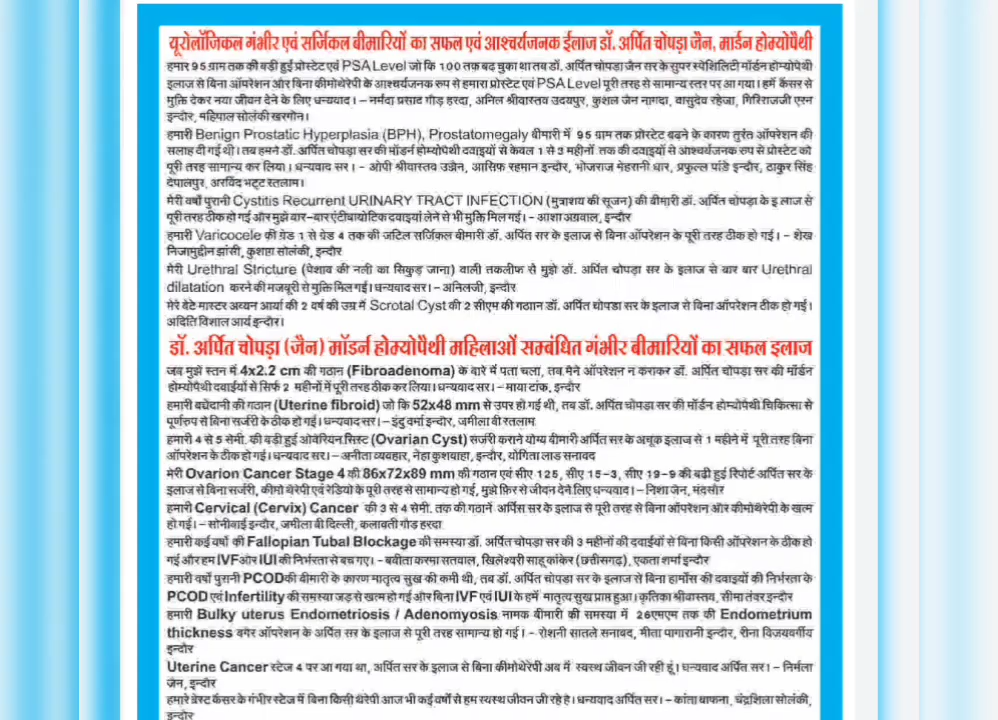 यूरोलॉजिकल गंभीर एवं सर्जिकल बीमारियों का सफल एवं आश्चर्यजनक ईलाज डॉ. अर्पित चोपड़ा जैन, मार्डन होम्योपैथी
हमार 95 ग्राम तक की बड़ी हुई प्रोस्टेट एवं PSA Level जो कि 100 तक बढ चुका था तब डॉ. अर्पित चोपड़ा जैन सर के सुपर स्पेशिलिटी मॉर्डन होम्योपेथी
इलाज से बिना ऑपरेशन और बिना कीमोथेरेपी के आश्चर्यजनक रूप से हमारा प्रोस्टेट एवं PSA Level पूरी तरह से सामान्य स्तर पर आ गया। हमें कैंसर से
मुक्ति देकर नया जीवन देने के लिए धन्यवाद। – नर्मदा प्रसाद गौड़ हरदा, अनिल श्रीवास्तव उदयपुर, कुशल जैन नागदा, वासुदेव रहेजा, गिरिराजजी एरन
इन्दौर, महिपाल सोलंकी खरगोन।
हमारी Benign Prostatic Hyperplasia (BPH), Prostatomegaly बीमारी में 95 ग्राम तक प्रोस्टेट बढने के कारण तुरंत ऑपरेशन की
सलाह दी गई थी। तब हमने डॉ. अर्पित चोपड़ा सर की मॉडर्न होम्योपैथी दवाइयों से केवल 1 से 3 महीनों तक की दवाइयों से आश्चर्यजनक रुप से प्रोस्टेट को
पूरी तरह सामान्य कर लिया। धन्यवाद सर। - ओपी श्रीवास्तव उज्जैन, आसिफ रहमान इन्दौर, भोजराज मेहरानी धार, प्रफुल्ल पांडे इन्दौर, ठाकुर सिंह
देपालपुर, अरविंद भट्ट रतलाम।
मेरी वर्षों पुरानी Cystitis Recurrent URINARY TRACT INFECTION (मुत्राशय की सूजन) की बीमारी डॉ. अर्पित चोपडा के इ लाज से
पूरी तरह ठीक हो गई और मुझे बार-बार एंटीबायोटिक दवाइयां लेने से भी मुक्ति मिल गई। - आशा अग्रवाल, इन्दौर
हमारी Varicocele की ग्रेड 1 से ग्रेड 4 तक की जटिल सर्जिकल बीमारी डॉ. अर्पित सर के इलाज से बिना ऑपरेशन के पूरी तरह ठीक हो गई। - शेख
निजामुद्दीन झांसी, कुशाग्र सोलंकी, इन्दौर
मेरी Urethral Stricture (पेशाब की नली का सिकुड़ जाना) वाली तकलीफ से मुझे डॉ. अर्पित चोपड़ा सर के इलाज से बार बार Urethral
dilatation करने की मजबूरी से मुक्ति मिल गई। धन्यवाद सर। - अनिलजी, इन्दौर
मेरे बेटे मास्टर अध्यन आर्या की 2 वर्ष की उम्र में Scrotal Cyst की 2 सीएम की गठान डॉ. अर्पित चोपडा सर के इलाज से बिना ऑपरेशन ठीक हो गई।
अदिति विशाल आर्य इन्दौर।
डॉ. अर्पित चोपड़ा (जैन) मॉडर्न होम्योपैथी महिलाओं सम्बंधित गंभीर बीमारियों का सफल इलाज
जब मुझे स्तन में 4x2.2 cm की गठान (Fibroadenoma) के बारे में पता चला, तब मैने ऑपरेशन न कराकर डॉ. अर्पित चोपड़ा सर की मॉर्डन
होम्योपैथी दवाईयों से सिर्फ 2 महीनों में पूरी तरह ठीक कर लिया। धन्यवाद सर। – माया टांक, इन्दौर
हमारी बच्चेदानी की गठान (Uterine fibroid) जो कि 52x48 mm से उपर हो गई थी, तब डॉ. अर्पित चोपड़ा सर की मॉर्डन होम्योपैथी चिकित्सा से
पूर्णरुप से बिना सर्जरी के ठीक हो गई। धन्यवाद सर। – इंदु वर्मा इन्दौर, जमीला बी रतलाम
हमारी 4 से 5 सेमी. की बड़ी हुई ओवेरियन सिस्ट (Ovarian Cyst) सर्जरी कराने योग्य बीमारी अर्पित सर के अचूक इलाज से 1 महीने में पूरी तरह बिना
ऑपरेशन के ठीक हो गई। धन्यवाद सर। – अनीता व्यवहार, नेहा कुशवाहा, इन्दौर, योगिता लाड सनावद
मेरी Ovarion Cancer Stage 4 की 86x72x89 mm की गठान एवं सीए 125, सीए 15-3, सीए 19-9 की बढी हुई रिपोर्ट अर्पित सर के
इलाज से बिना सर्जरी, कीमोथेरेपी एवं रेडियो के पूरी तरह से सामान्य हो गई, मुझे फ़िर से जीवन देने लिए धन्यवाद। – निशा जैन, मंदसौर
हमारी Cervical (Cervix) Cancer की 3 से 4 सेमी. तक की गठानें अर्पिस सर के इलाज से पूरी तरह से बिना ऑपरेशन और कीमोथेरेपी के खत्म
हो गई। – सोनीबाई इन्दौर, जमीला बी दिल्ली, कलावती गौड़ हरदा
हमारी कई वर्षों की Fallopian Tubal Blockage की समस्या डॉ. अर्पित चोपड़ा सर की 3 महीनों की दवाईयों से बिना किसी ऑपरेशन के ठीक हो
गई और हम IVF और IUI की निर्भरता से बच गए। – बबीता करमा सतवाल, खिलेश्वरी साहू कांकेर (छत्तीसगढ़), एकता शर्मा इन्दौर
हमारी वर्षों पुरानी PCOD की बीमारी के कारण मातृत्व सुख की कमी थी, तब डॉ. अर्पित चोपडा सर के इलाज से बिना हार्मोंस की दवाइयों की निर्भरता के
PCOD एवं Infertility की समस्या जड़ से खत्म हो गई और बिना IVF एवं IUI के हमें मातृत्व सुख प्राप्त हुआ। कृतिका श्रीवास्तव, सीमा तंवर इन्दौर
हमारी Bulky uterus Endometriosis / Adenomyosis नामक बीमारी की समस्या में 26एमएम तक की Endometrium
thickness बगेर ऑपरेशन के अर्पित सर के इलाज से पूरी तरह सामान्य हो गई। - रोशनी सातले सनावद, मीता पागारानी इन्दौर, रीना विजयवर्गीय
इन्दौर
Uterine Cancer स्टेज 4 पर आ गया था, अर्पित सर के इलाज से बिना कीमोथेरेपी अब में स्वस्थ जीवन जी रही हूं। धन्यवाद अर्पित सर। – निर्मला
जैन, इन्दौर
हमारे ब्रेस्ट कैंसर के गंभीर स्टेज में बिना किसी थेरेपी आज भी कई वर्षों से हम स्वस्थ जीवन जी रहे है। धन्यवाद अर्पित सर। – कांता धाफना, चंद्रशिला सोलंकी,
इन्दौर